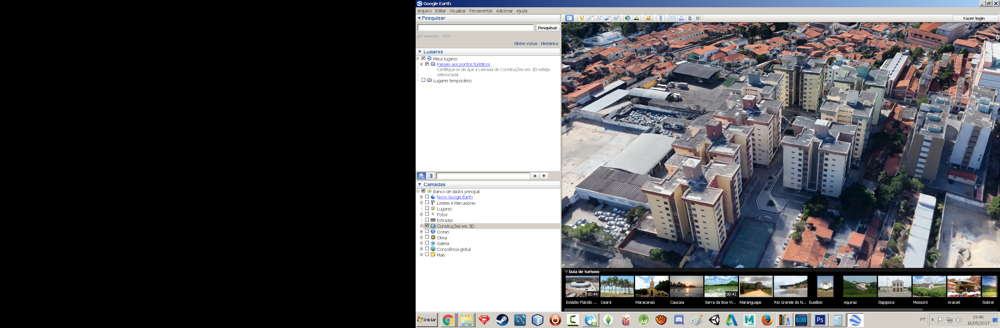 Google Earth
Arquivo Editar Visualizar Ferramentas Adicionar Ajuda
Pesquisar
Fazer login
Pesquisar
por exemplo, : 8200
Obter rotas Histórico
Lugares
Meus lugares
Passeio aos pontos turísticos
Certifique-se de que a camada de Construções em 3D esteja
selecionada
Lugares temporários
Camadas
Banco de dados principal
Novo Google Earth
Limites e Marcadores
Lugares
Fotos
Estradas
Construções em 3D
Ocean
Clima
Galeria
Consciência global
Mais
N
Guia de turismo
00:44
00:41
Estádio Plácido ... Ceará Maracanaú Caucaia Serra da Boa Vi... Maranguape Rio Grande do N... Eusébio Aquiraz Itapipoca Mossoró Aracati Sobral
Iniciar
MAYA
BLIZZARD
Ps
PT
19:46
16/05/2017